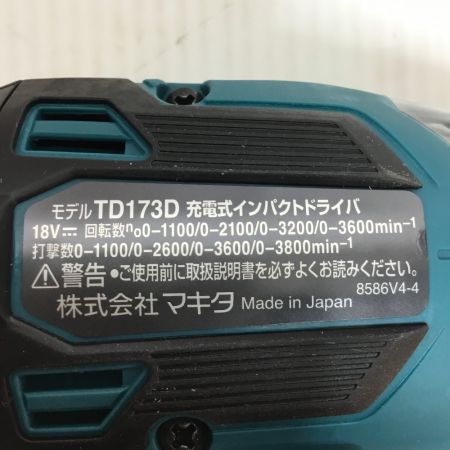 モデル TD173D 充電式インパクトドライバ
18V⎓ 回転数n₀0-1100/0-2100/0-3200/0-3600min⁻¹
打撃数0-1100/0-2600/0-3600/0-3800min⁻¹
⚠警告•ご使用前に取扱説明書を必ずよくお読みください。
8586V4-4
株式会社 マキタ Made in Japan